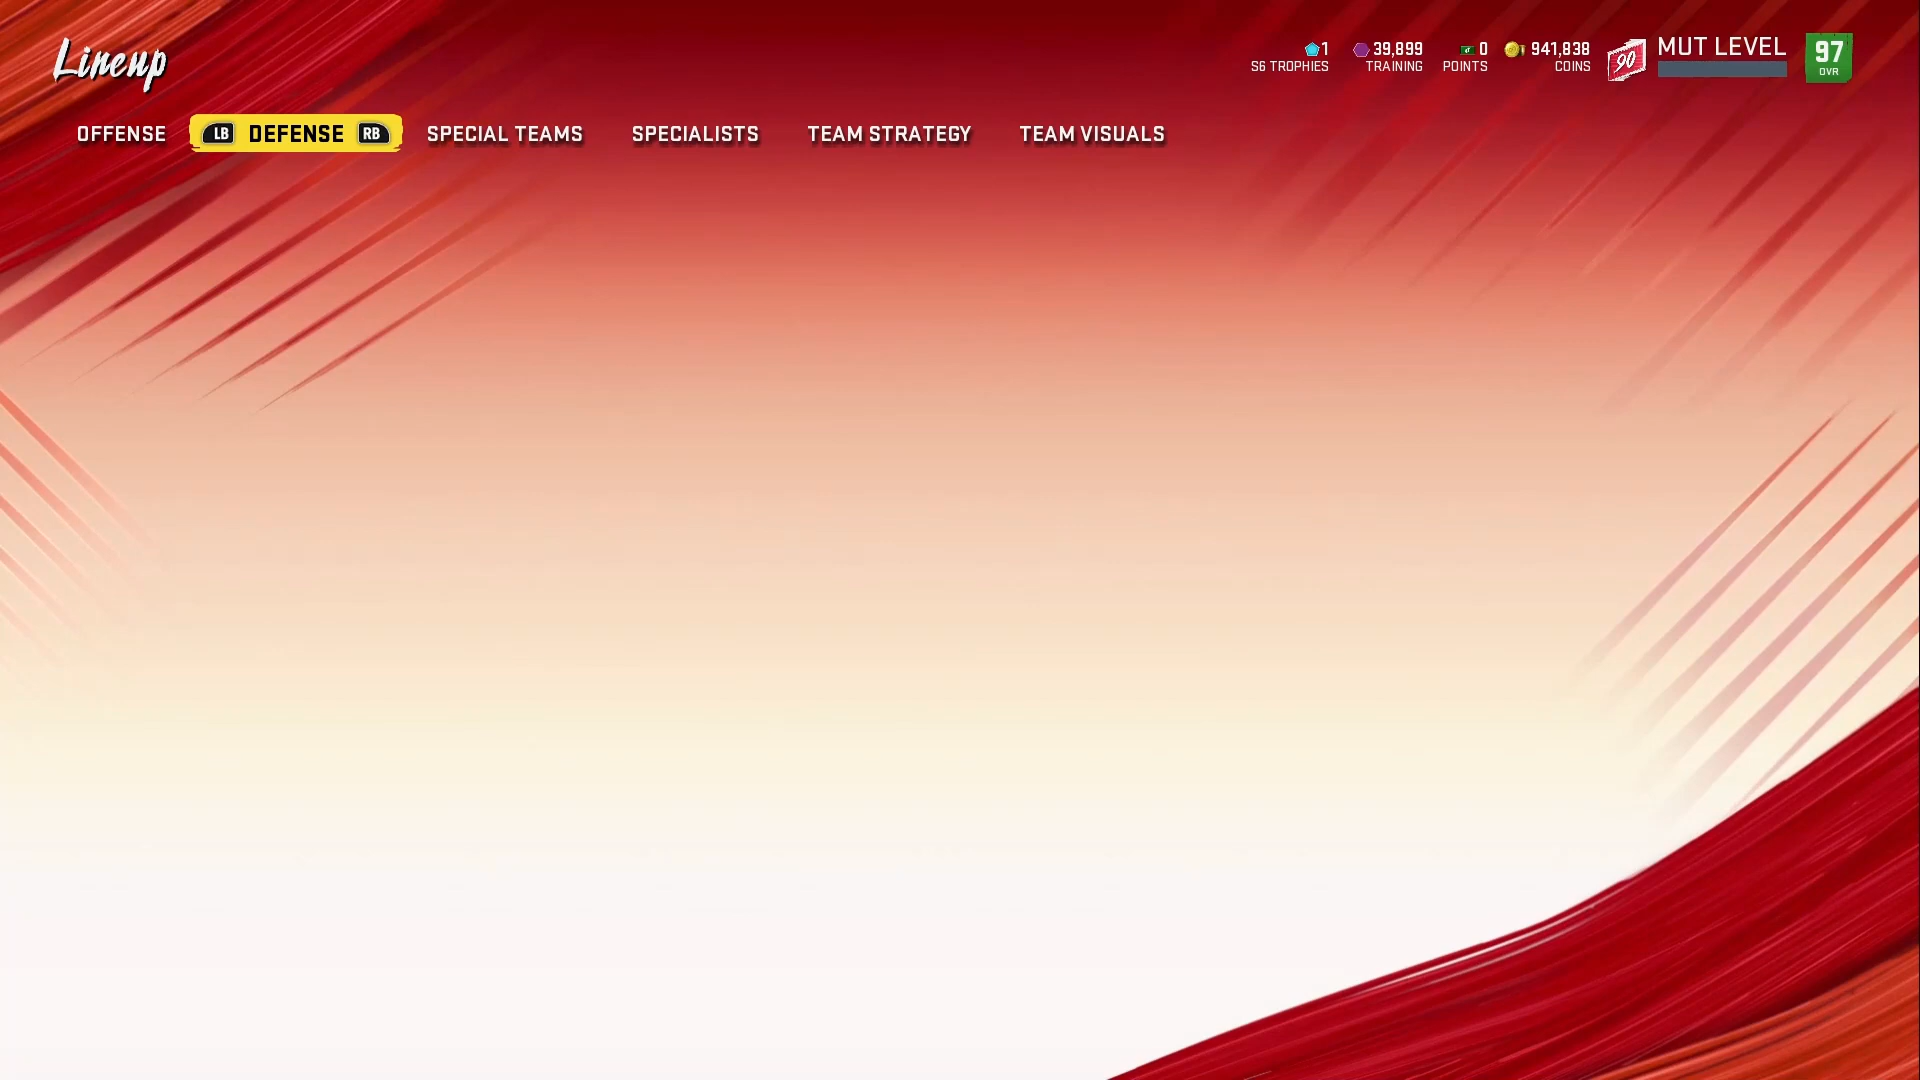 Lineup
1 39,899 0 941,838
S6 TROPHIES TRAINING POINTS COINS
90 MUT LEVEL
97
OVR
OFFENSE LB DEFENSE RB SPECIAL TEAMS SPECIALISTS TEAM STRATEGY TEAM VISUALS